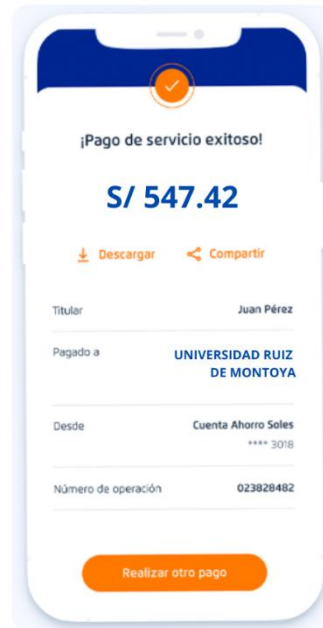 ¡Pago de servicio exitoso!
S/ 547.42
Descargar Compartir
Titular Juan Pérez
Pagado a UNIVERSIDAD RUIZ
DE MONTOYA
Desde Cuenta Ahorro Soles
**** 3018
Número de operación 023828482
Realizar otro pago